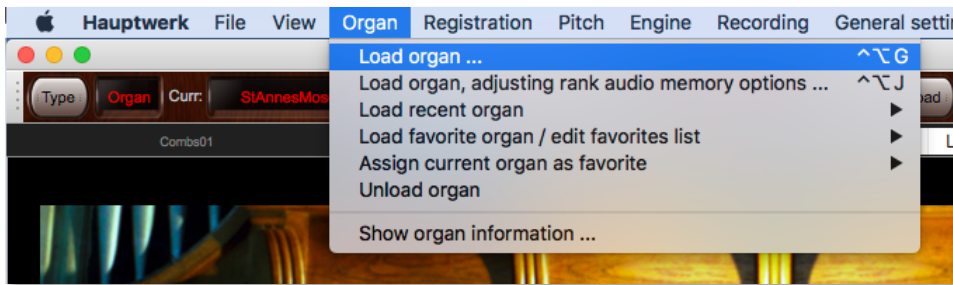 Hauptwerk File View Organ Registration Pitch Engine Recording General setti
Load organ ... ^⌥G
Type Organ Curr: StAnnesMos
Load organ, adjusting rank audio memory options ... ^⌥J
Load recent organ
Combs01
Load favorite organ / edit favorites list
Assign current organ as favorite
Unload organ
Show organ information ...